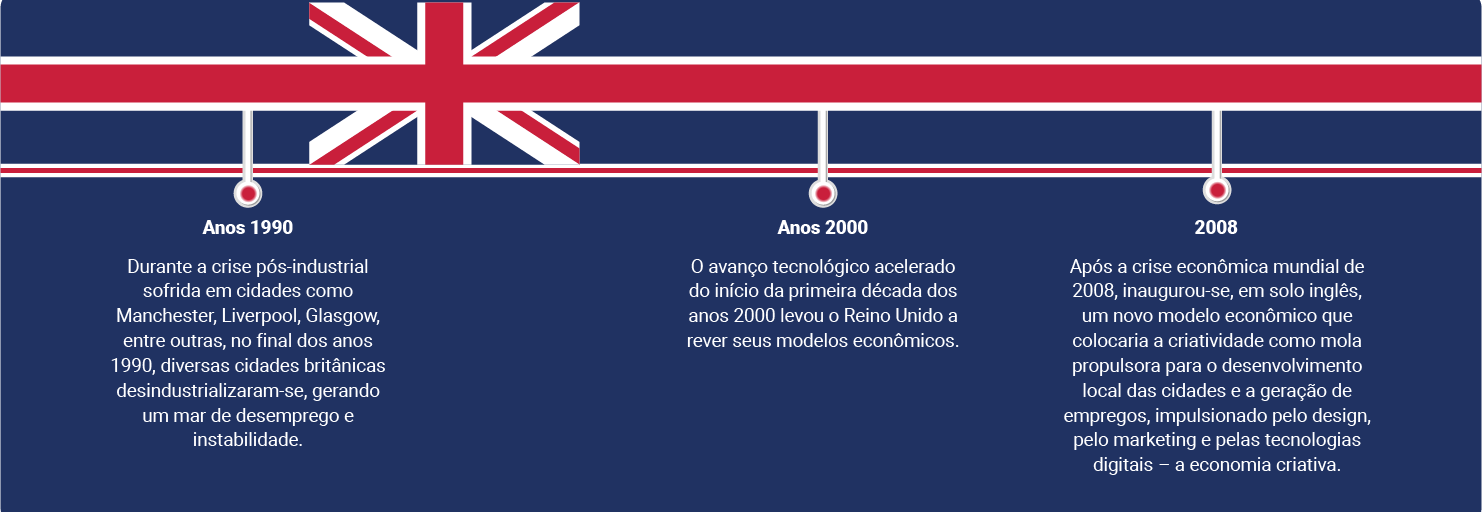 Anos 1990
Durante a crise pós-industrial
sofrida em cidades como
Manchester, Liverpool, Glasgow,
entre outras, no final dos anos
1990, diversas cidades britânicas
desindustrializaram-se, gerando
um mar de desemprego e
instabilidade.
Anos 2000
O avanço tecnológico acelerado
do início da primeira década dos
anos 2000 levou o Reino Unido a
rever seus modelos econômicos.
2008
Após a crise econômica mundial de
2008, inaugurou-se, em solo inglês,
um novo modelo econômico que
colocaria a criatividade como mola
propulsora para o desenvolvimento
local das cidades e a geração de
empregos, impulsionado pelo design,
pelo marketing e pelas tecnologias
digitais – a economia criativa.